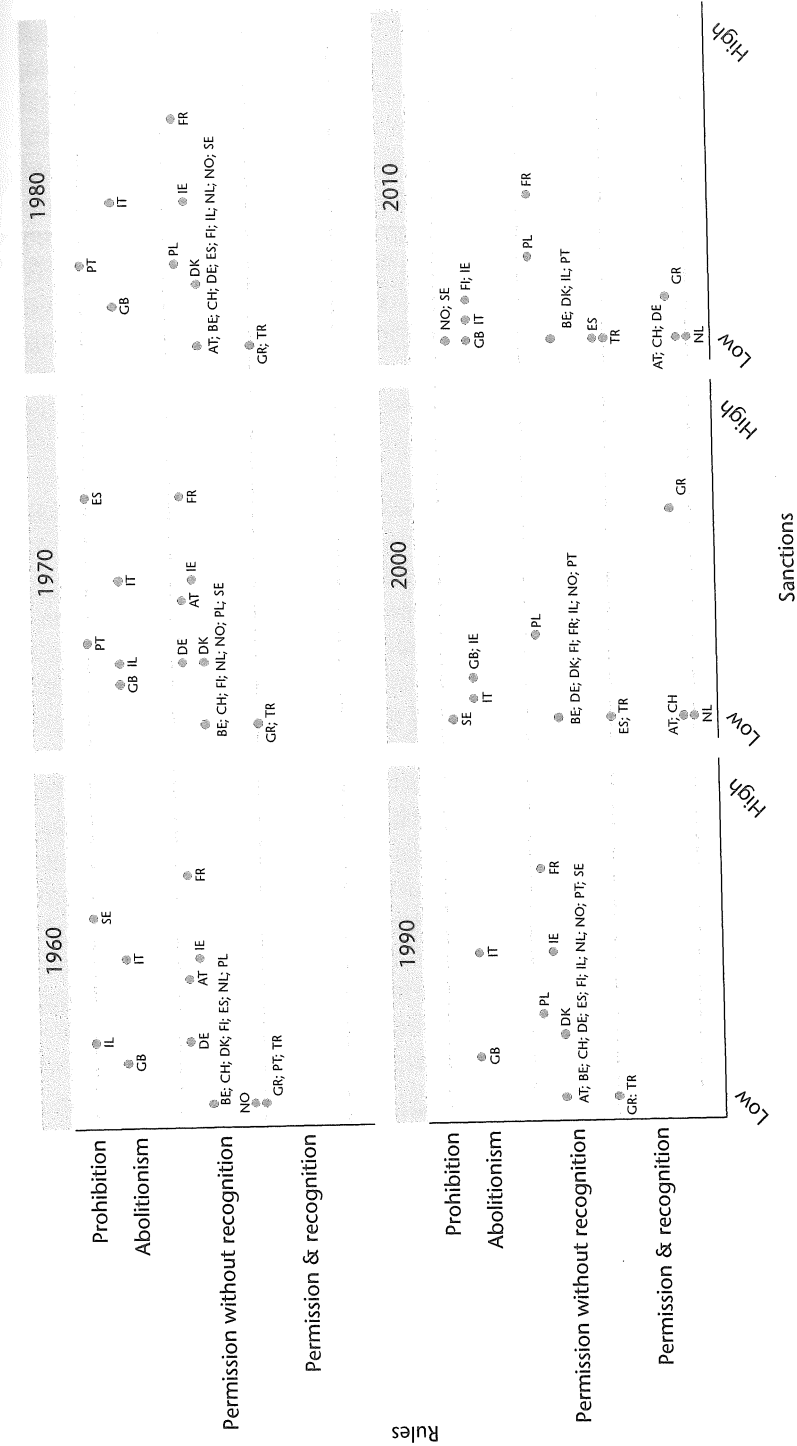 Rules
1960
1970
1980
Prohibition
Abolitionism
Permission without recognition
Permission & recognition
IL
SE
GB
IT
DE
AT
IE
FR
BE; CH; DK; FI; ES; NL; PL
NO
GR; PT; TR
PT
ES
GB
IL
IT
DE
AT
FR
DK
IE
BE; CH; FI; NL; NO; PL; SE
GR; TR
PT
GB
IT
PL
FR
DK
IE
AT; BE; CH; DE; ES; FI; IL; NL; NO; SE
GR; TR
1990
2000
2010
Prohibition
Abolitionism
Permission without recognition
Permission & recognition
GB
IT
PL
FR
DK
IE
AT; BE; CH; DE; ES; FI; IL; NL; NO; PT; SE
GR: TR
SE
IT
GB; IE
PL
BE; DE; DK; FI; FR; IL; NO; PT
ES; TR
AT; CH
NL
GR
NO; SE
GB
IT
FI; IE
PL
FR
BE; DK; IL; PT
ES
TR
AT; CH; DE
NL
GR
Low
High
Low
High
Low
High
Sanctions